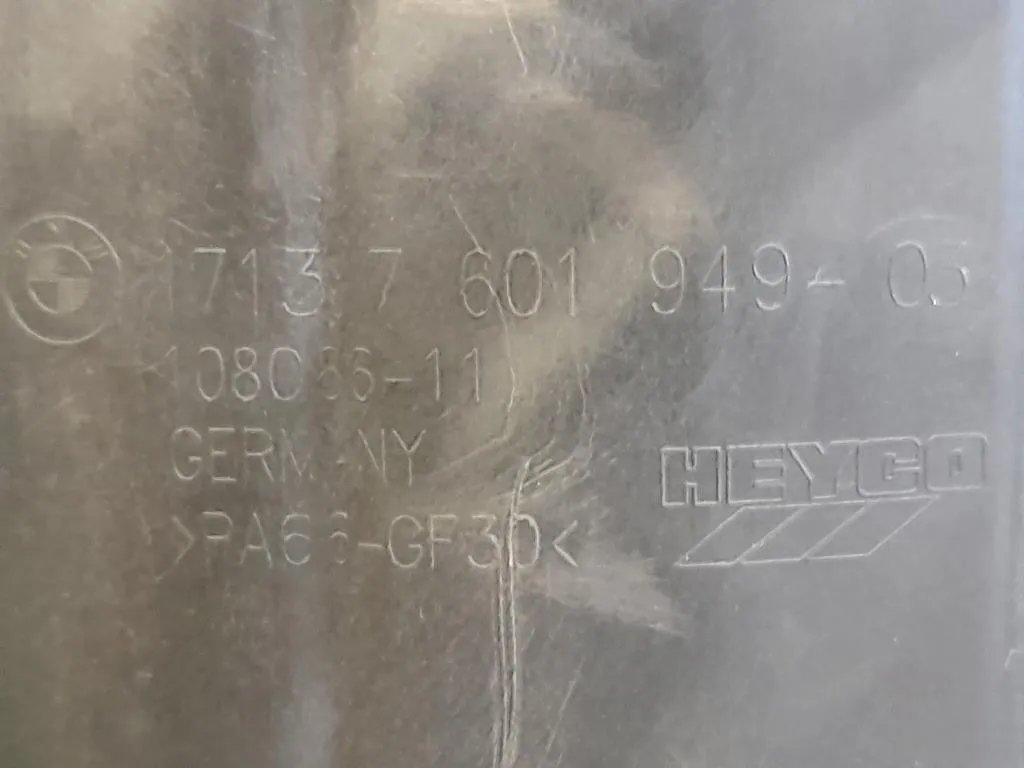 1713 7 601 949-05
108066-11
GERMANY
HEYCO
>PA66-GF30<